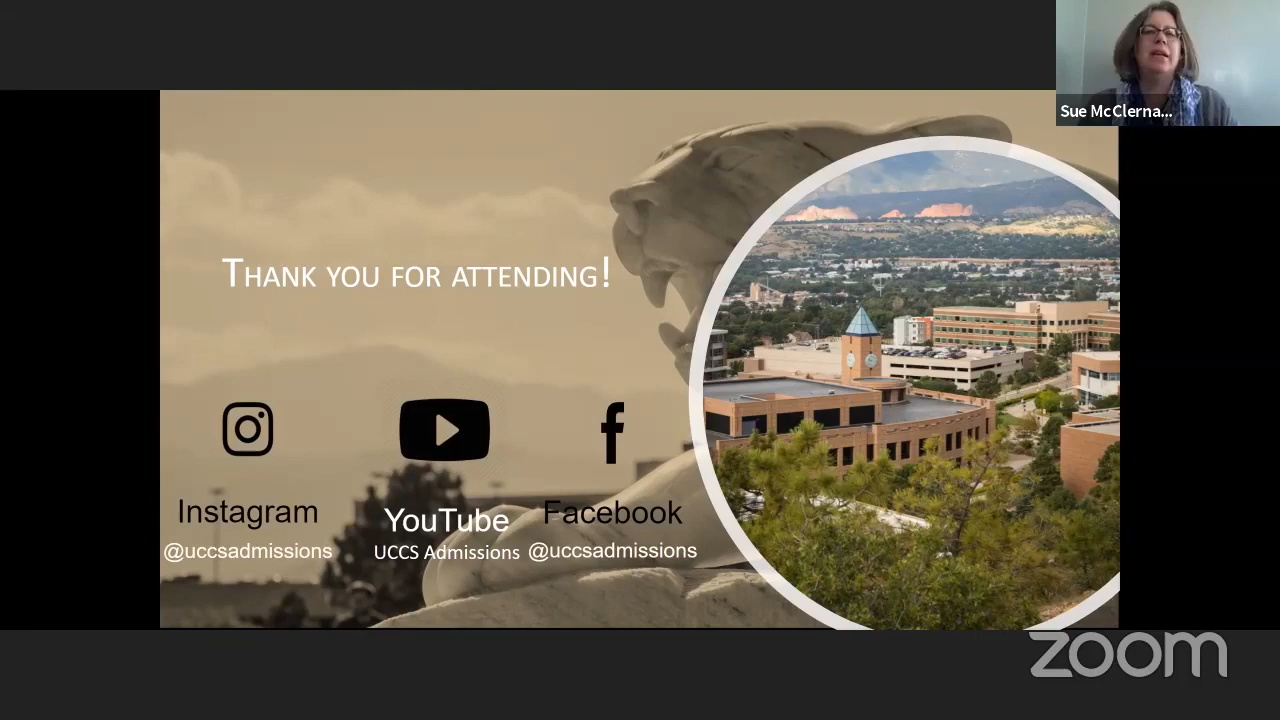 Sue McClerna...
THANK YOU FOR ATTENDING!
Instagram
@uccsadmissions
YouTube
UCCS Admissions
Facebook
@uccsadmissions
zoom